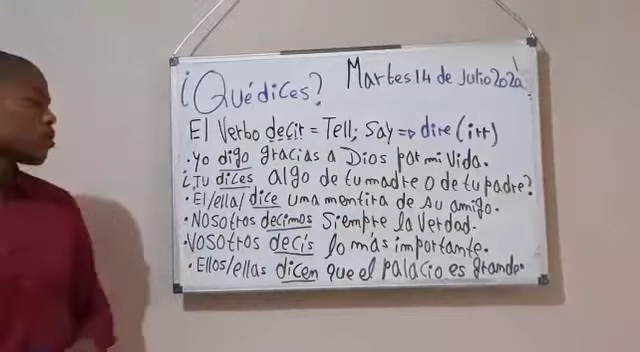 ¿Qué dices? Martes 14 de Julio 2020
El Verbo decir = Tell; Say => dire (irr)
• Yo digo gracias a Dios por mi vida.
¿Tu dices algo de tu madre o de tu padre?
• El/ella/dice una mentira de su amigo.
• Nosotros decimos Siempre la Verdad.
• Vosotros decís lo más importante.
• Ellos/ellas dicen que el palacio es grande.